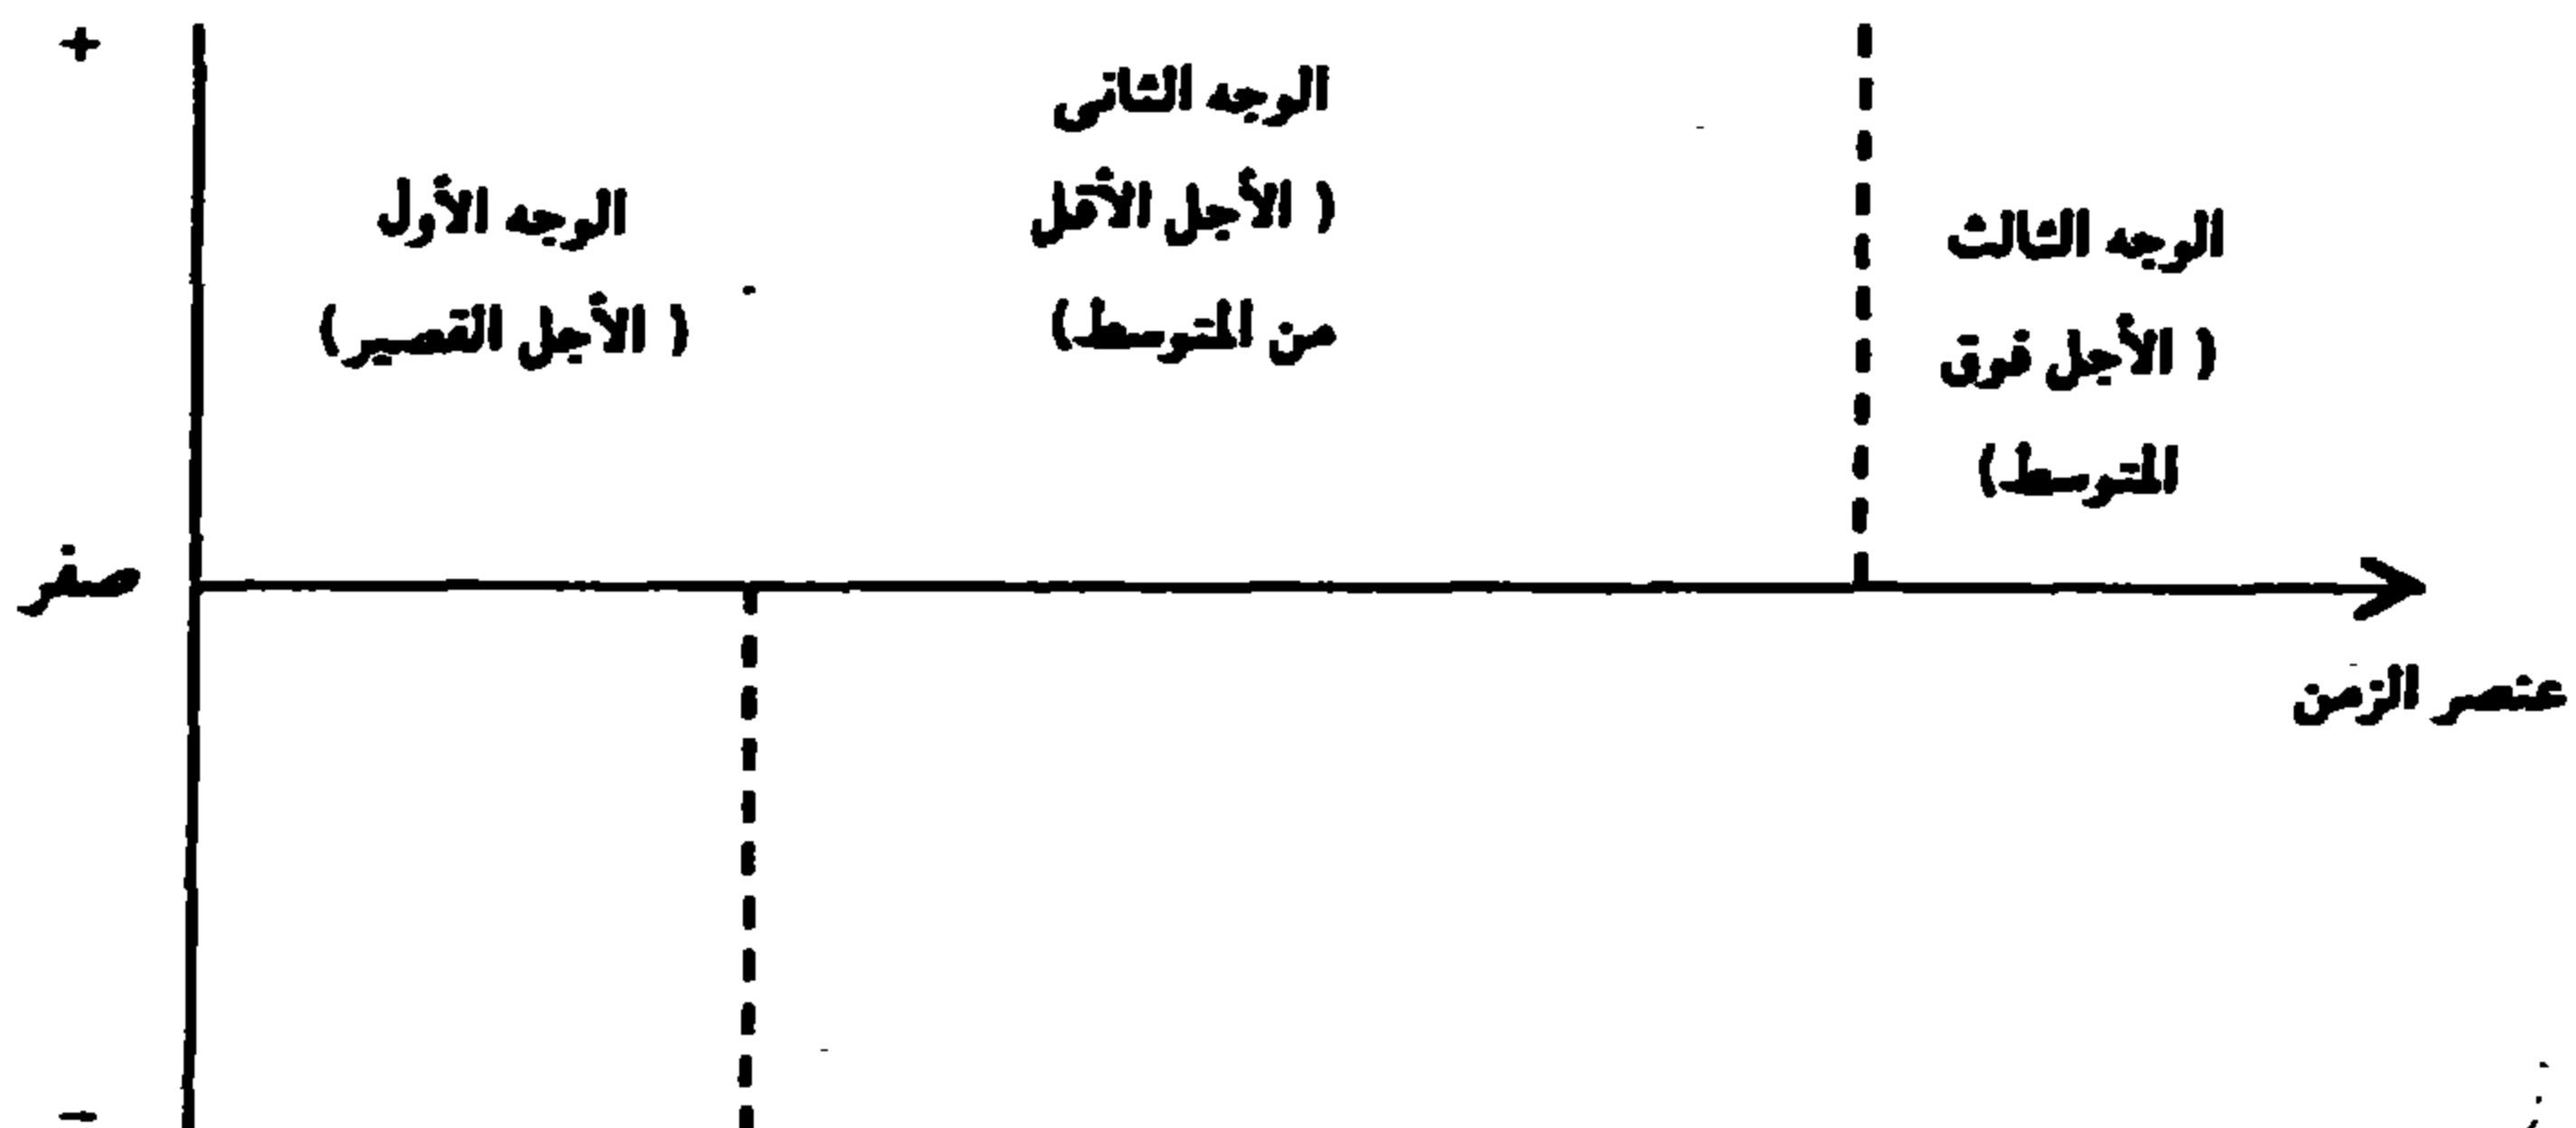 +
الوجه الأول
( الأجل القصير )
الوجه الثانى
( الأجل الأقل
من المتوسط)
الوجه الثالث
( الأجل فوق
المتوسط)
صفر
عنصر الزمن
-